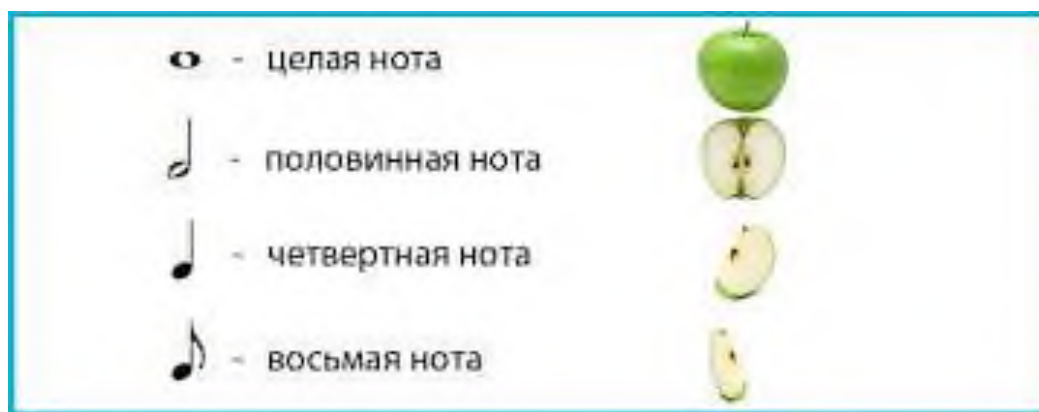 - целая нота
- половинная нота
- четвертная нота
- восьмая нота